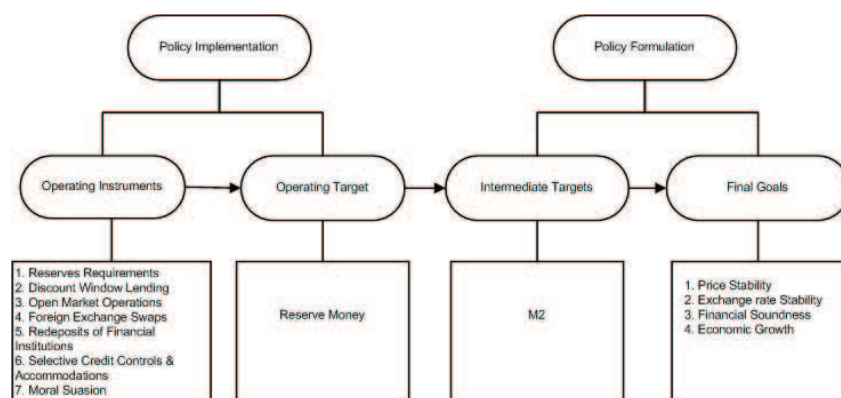 Policy Implementation
Policy Formulation
Operating Instruments
Operating Target
Intermediate Targets
Final Goals
1. Reserves Requirements
2. Discount Window Lending
3. Open Market Operations
4. Foreign Exchange Swaps
5. Redeposits of Financial
Institutions
6. Selective Credit Controls &
Accommodations
7. Moral Suasion
Reserve Money
M2
1. Price Stability
2. Exchange rate Stability
3. Financial Soundness
4. Economic Growth